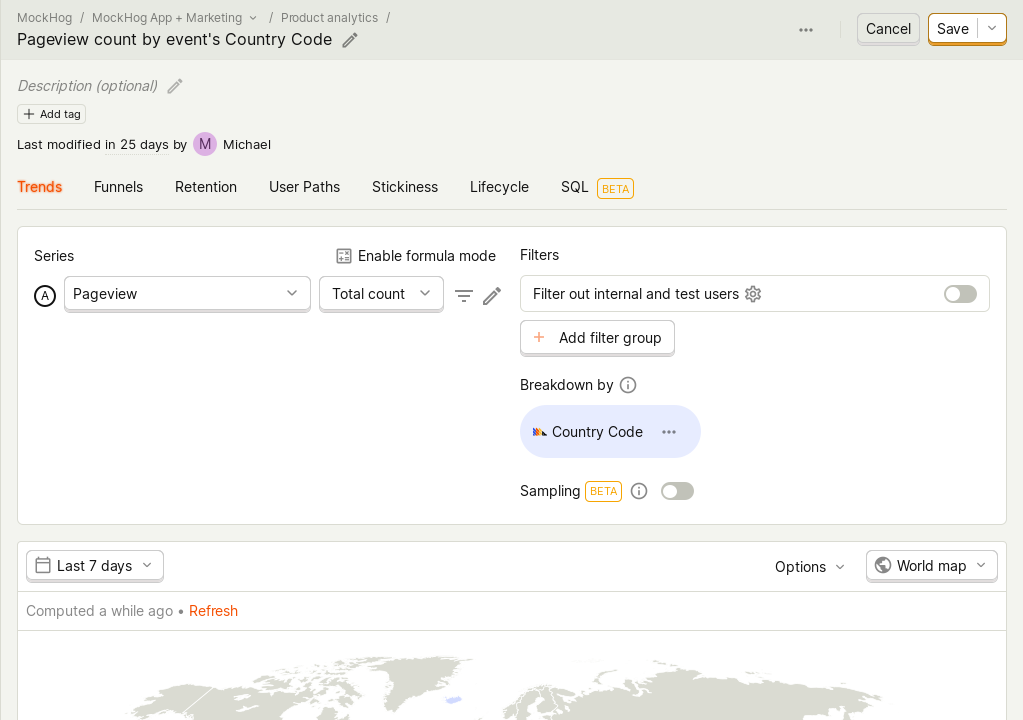 MockHog / MockHog App + Marketing / Product analytics /
Pageview count by event's Country Code
Cancel
Save
Description (optional)
Add tag
Last modified in 25 days by M Michael
Trends Funnels Retention User Paths Stickiness Lifecycle SQL BETA
Series
Enable formula mode
A Pageview Total count
Filters
Filter out internal and test users
Add filter group
Breakdown by
Country Code
Sampling BETA
Last 7 days
Options
World map
Computed a while ago • Refresh